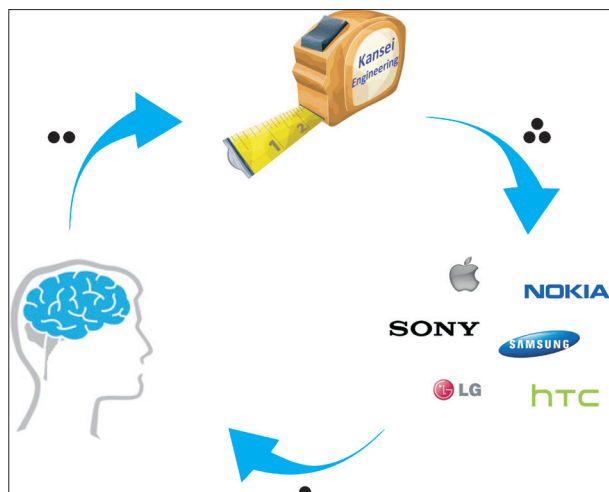 Kansei
Engineering
1 2
NOKIA
SONY
SAMSUNG
LG
hTC